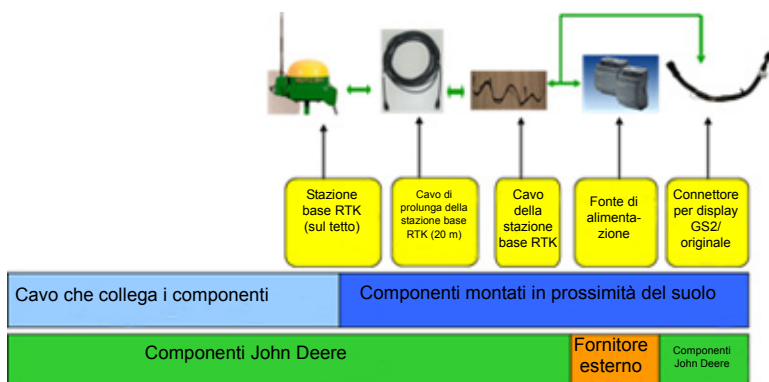 Stazione
base RTK
(sul tetto)
Cavo di
prolunga della
stazione base
RTK (20 m)
Cavo
della
stazione
base RTK
Fonte di
alimenta-
zione
Connettore
per display
GS2/
originale
Cavo che collega i componenti
Componenti montati in prossimità del suolo
Componenti John Deere
Fornitore
esterno
Componenti
John Deere